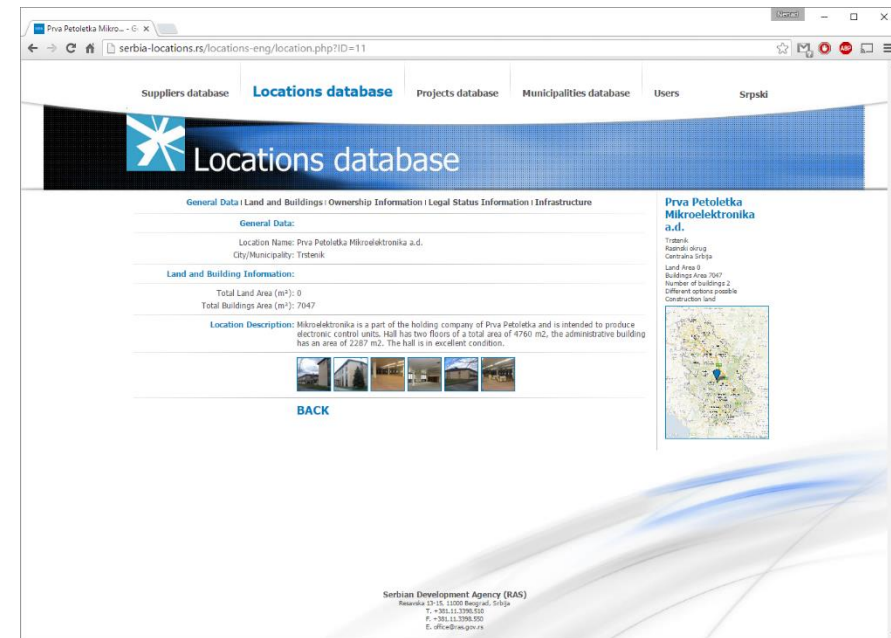 Prva Petoletka Mikro... - G
serbia-locations.rs/locations-eng/location.php?ID=11
Suppliers database Locations database Projects database Municipalities database Users Srpski
Locations database
General Data | Land and Buildings | Ownership Information | Legal Status Information | Infrastructure
General Data:
Location Name: Prva Petoletka Mikroelektronika a.d.
City/Municipality: Trstenik
Land and Building Information:
Total Land Area (m²): 0
Total Buildings Area (m²): 7047
Location Description: Mikroelektronika is a part of the holding company of Prva Petoletka and is intended to produce
electronic control units, Hall has two floors of a total area of 4760 m2, the administrative building
has an area of 2287 m2. The hall is in excellent condition.
BACK
Prva Petoletka
Mikroelektronika
a.d.
Trstenik
Rasinski okrug
Centralna Srbija
Land Area 0
Buildings Area 7047
Number of buildings 2
Different options possible
Construction land
Serbian Development Agency (RAS)
Resavska 13-15, 11000 Beograd, Srbija
T. +381.11.3398.510
F. +381.11.3398.550
E. office@ras.gov.rs